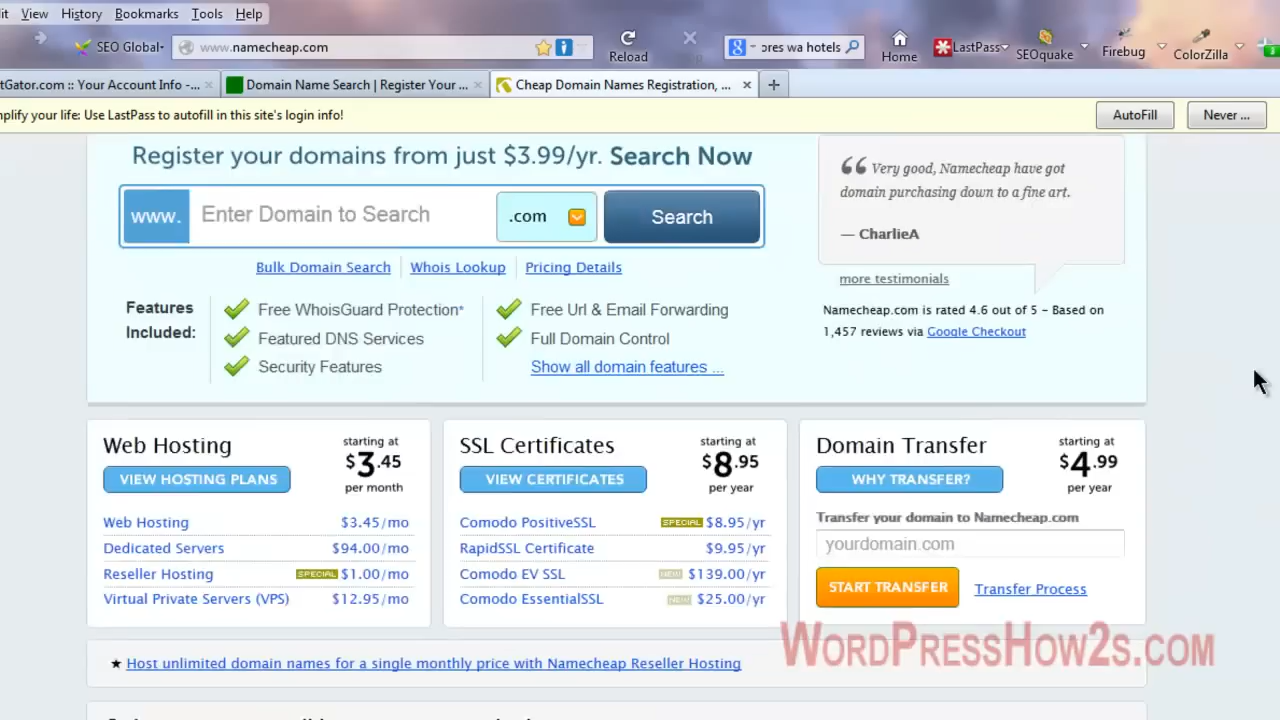 View History Bookmarks Tools Help
SEO Global www.namecheap.com Reload ores wa hotels Home LastPass SEOquake Firebug ColorZilla
tGator.com :: Your Account Info -... Domain Name Search | Register Your ... Cheap Domain Names Registration, ...
mplify your life: Use LastPass to autofill in this site's login info! AutoFill Never ...
Register your domains from just $3.99/yr. Search Now
www. Enter Domain to Search .com Search
Bulk Domain Search Whois Lookup Pricing Details
Features
Included:
Free WhoisGuard Protection*
Featured DNS Services
Security Features
Free Url & Email Forwarding
Full Domain Control
Show all domain features ...
Very good, Namecheap have got
domain purchasing down to a fine art.
— CharlieA
more testimonials
Namecheap.com is rated 4.6 out of 5 – Based on
1,457 reviews via Google Checkout
Web Hosting
VIEW HOSTING PLANS
starting at
$3.45
per month
Web Hosting $3.45/mo
Dedicated Servers $94.00/mo
Reseller Hosting SPECIAL $1.00/mo
Virtual Private Servers (VPS) $12.95/mo
SSL Certificates
VIEW CERTIFICATES
starting at
$8.95
per year
Comodo PositiveSSL SPECIAL $8.95/yr
RapidSSL Certificate $9.95/yr
Comodo EV SSL NEW $139.00/yr
Comodo EssentialSSL NEW $25.00/yr
Domain Transfer
WHY TRANSFER?
starting at
$4.99
per year
Transfer your domain to Namecheap.com
yourdomain.com
START TRANSFER Transfer Process
WordPressHow2s.com
★ Host unlimited domain names for a single monthly price with Namecheap Reseller Hosting